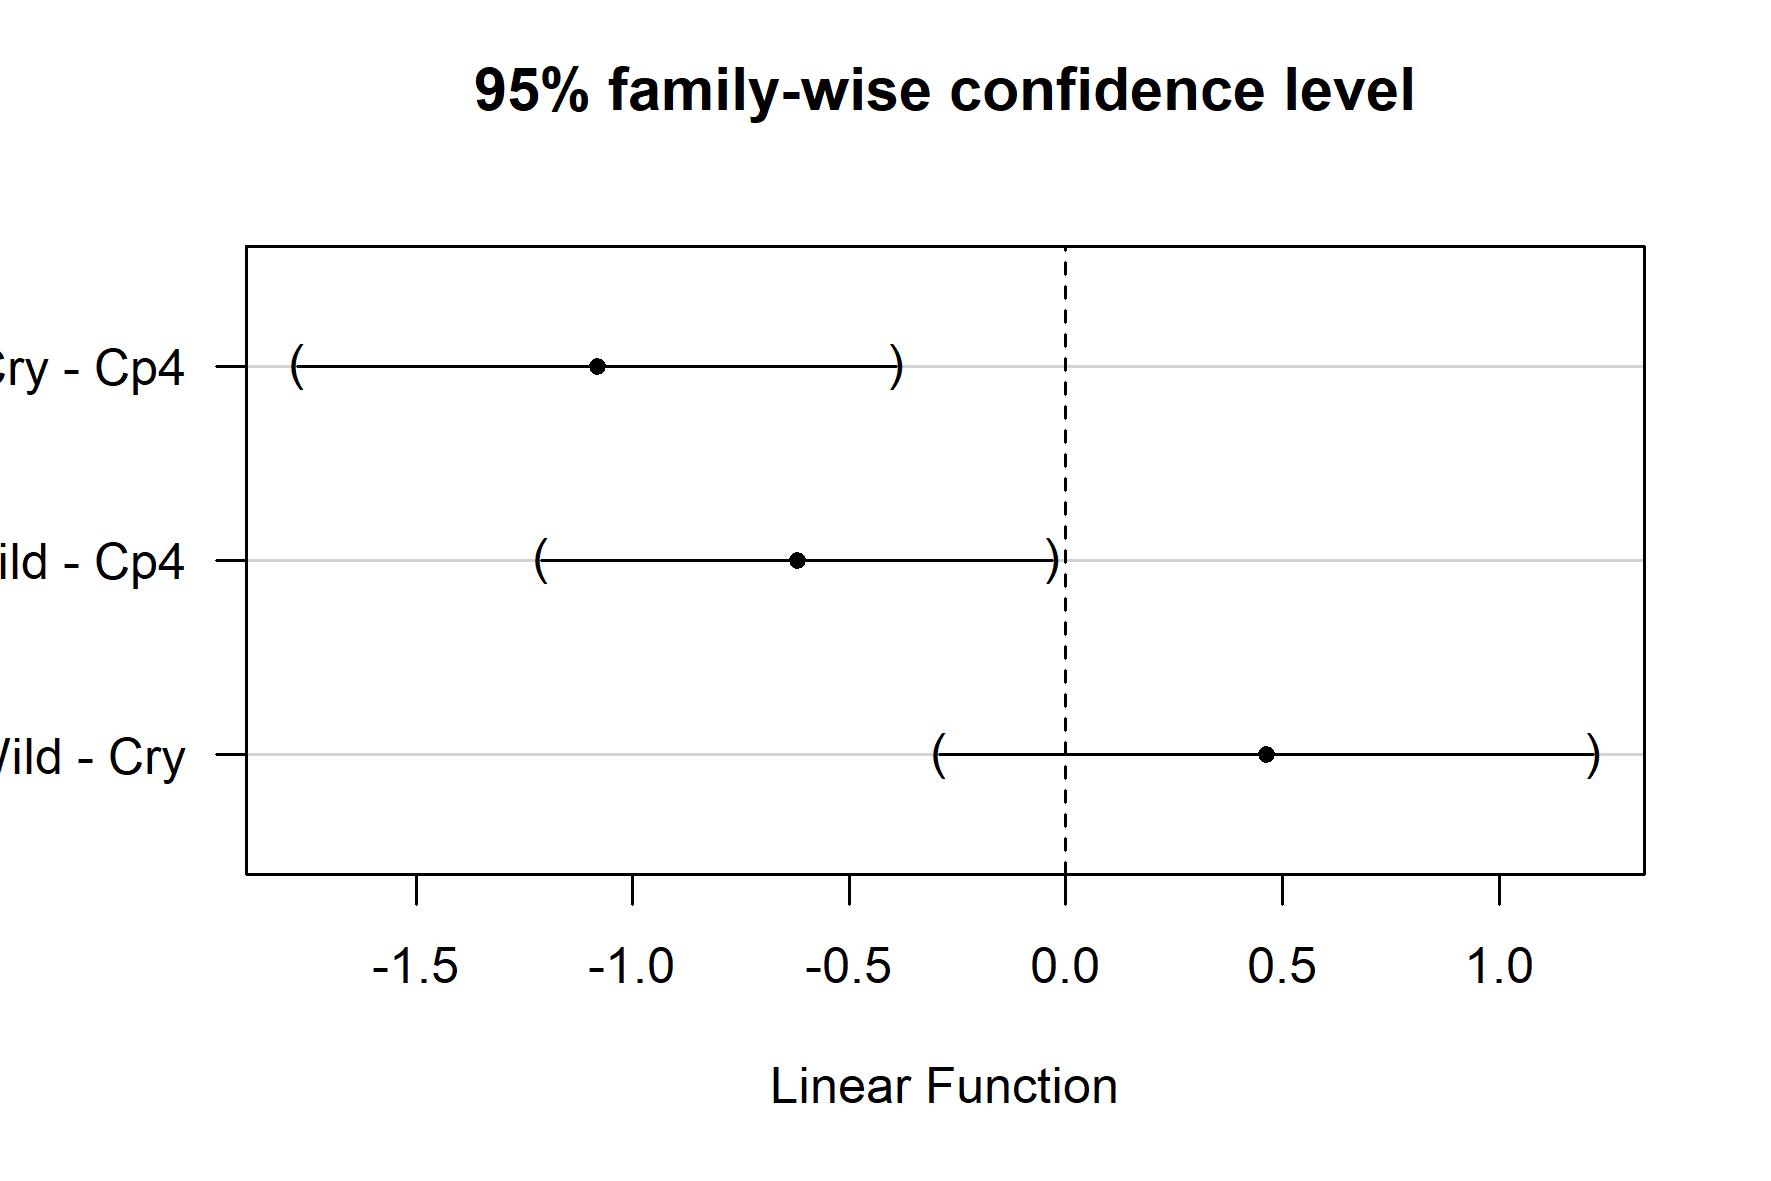 95% family-wise confidence level
ry - Cp4
ild - Cp4
ild - Cry
-1.5 -1.0 -0.5 0.0 0.5 1.0
Linear Function